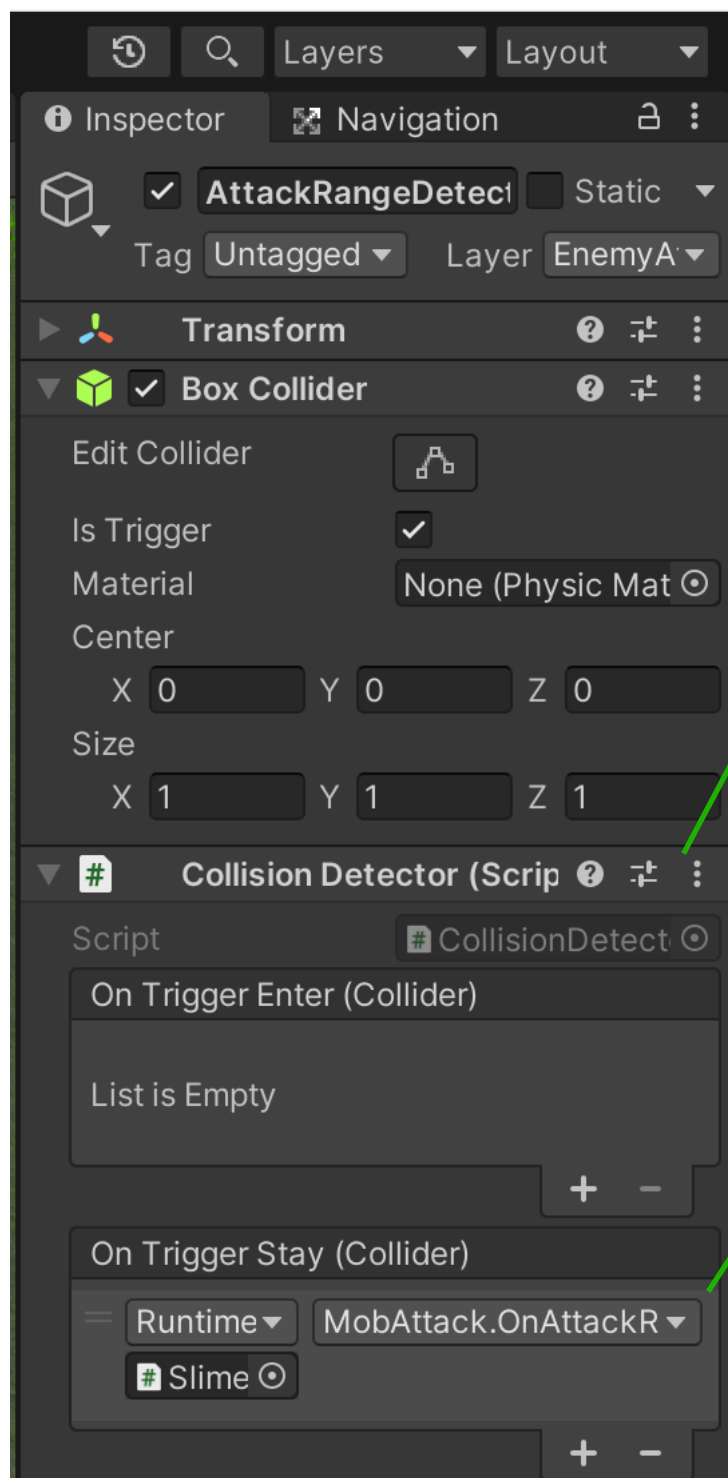 Layers Layout
Inspector Navigation
AttackRangeDetect Static
Tag Untagged Layer EnemyA
Transform
Box Collider
Edit Collider
Is Trigger
Material None (Physic Mat
Center
X 0 Y 0 Z 0
Size
X 1 Y 1 Z 1
# Collision Detector (Scrip
Script # CollisionDetect
On Trigger Enter (Collider)
List is Empty
+ −
On Trigger Stay (Collider)
Runtime MobAttack.OnAttackR
# Slime
+ −